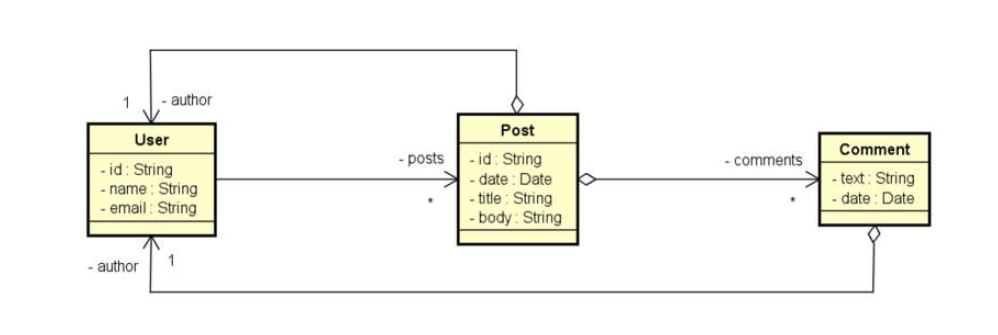 1 - author
User
- id : String
- name : String
- email : String
- posts
*
Post
- id : String
- date : Date
- title : String
- body : String
- comments
*
Comment
- text : String
- date : Date
- author 1